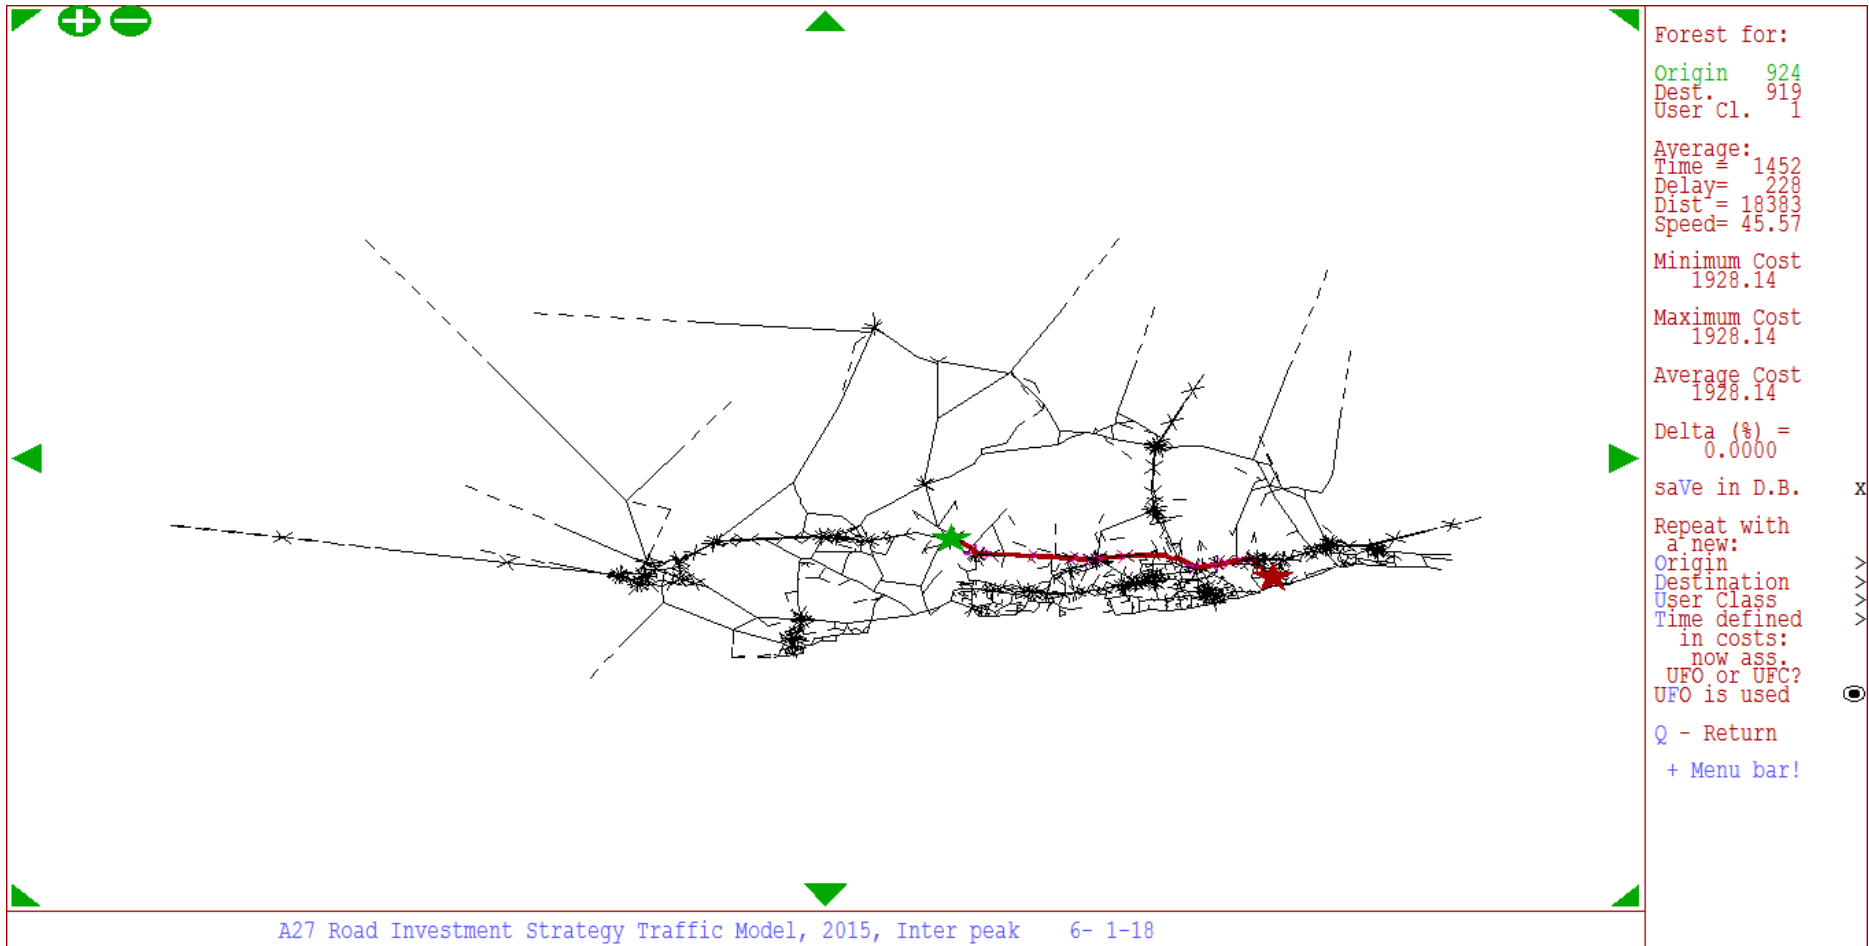 Forest for:
Origin 924
Dest. 919
User Cl. 1
Average:
Time = 1452
Delay= 228
Dist = 18383
Speed= 45.57
Minimum Cost
1928.14
Maximum Cost
1928.14
Average Cost
1928.14
Delta (%) =
0.0000
saVe in D.B. x
Repeat with
a new:
Origin >
Destination >
User Class >
Time defined >
in costs:
now ass.
UFO or UFC?
UFO is used
Q - Return
+ Menu bar!
A27 Road Investment Strategy Traffic Model, 2015, Inter peak 6- 1-18